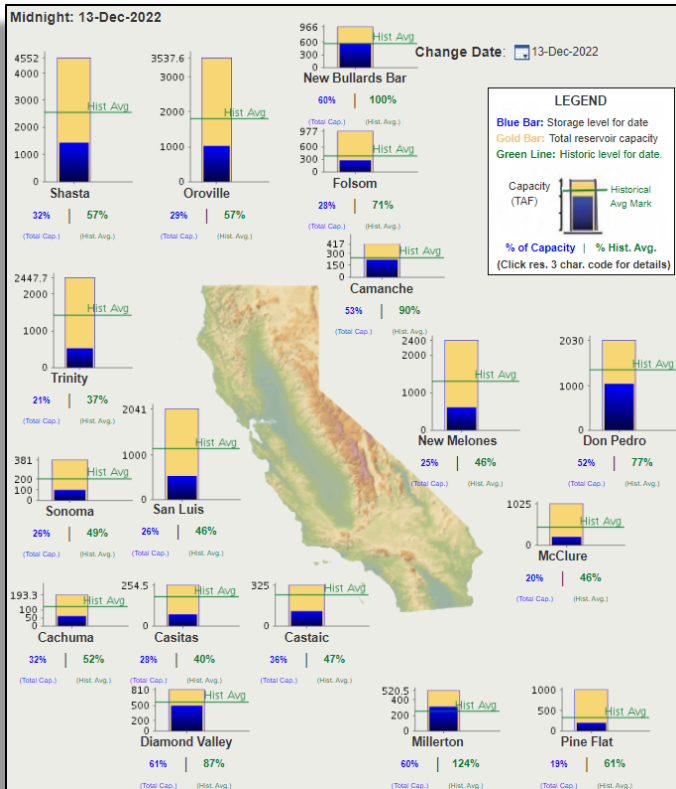 Midnight: 13-Dec-2022
Change Date: 13-Dec-2022
4552
4000
3000
2000
1000
0
Hist Avg
Shasta
32% | 57%
(Total Cap.) (Hist. Avg.)
3537.6
3000
2000
1000
0
Hist Avg
Oroville
29% | 57%
(Total Cap.) (Hist. Avg.)
966
600
300
0
Hist Avg
New Bullards Bar
60% | 100%
(Total Cap.) (Hist. Avg.)
977
600
300
0
Hist Avg
Folsom
28% | 71%
(Total Cap.) (Hist. Avg.)
LEGEND
Blue Bar: Storage level for date
Gold Bar: Total reservoir capacity
Green Line: Historic level for date.
Capacity
(TAF)
Historical
Avg Mark
% of Capacity | % Hist. Avg.
(Click res. 3 char. code for details)
417
300
150
0
Hist Avg
Camanche
53% | 90%
(Total Cap.) (Hist. Avg.)
2447.7
2000
1000
0
Hist Avg
Trinity
21% | 37%
(Total Cap.) (Hist. Avg.)
2400
2000
1000
0
Hist Avg
New Melones
25% | 46%
(Total Cap.) (Hist. Avg.)
2030
1000
0
Hist Avg
Don Pedro
52% | 77%
(Total Cap.) (Hist. Avg.)
381
200
100
0
Hist Avg
Sonoma
26% | 49%
(Total Cap.) (Hist. Avg.)
2041
1000
0
Hist Avg
San Luis
26% | 46%
(Total Cap.) (Hist. Avg.)
1025
0
Hist Avg
McClure
20% | 46%
(Total Cap.) (Hist. Avg.)
193.3
100
50
0
Hist Avg
Cachuma
32% | 52%
(Total Cap.) (Hist. Avg.)
254.5
100
0
Hist Avg
Casitas
28% | 40%
(Total Cap.) (Hist. Avg.)
325
200
100
0
Hist Avg
Castaic
36% | 47%
(Total Cap.) (Hist. Avg.)
810
500
300
0
Hist Avg
Diamond Valley
61% | 87%
(Total Cap.) (Hist. Avg.)
520.5
400
200
0
Hist Avg
Millerton
60% | 124%
(Total Cap.) (Hist. Avg.)
1000
500
0
Hist Avg
Pine Flat
19% | 61%
(Total Cap.) (Hist. Avg.)